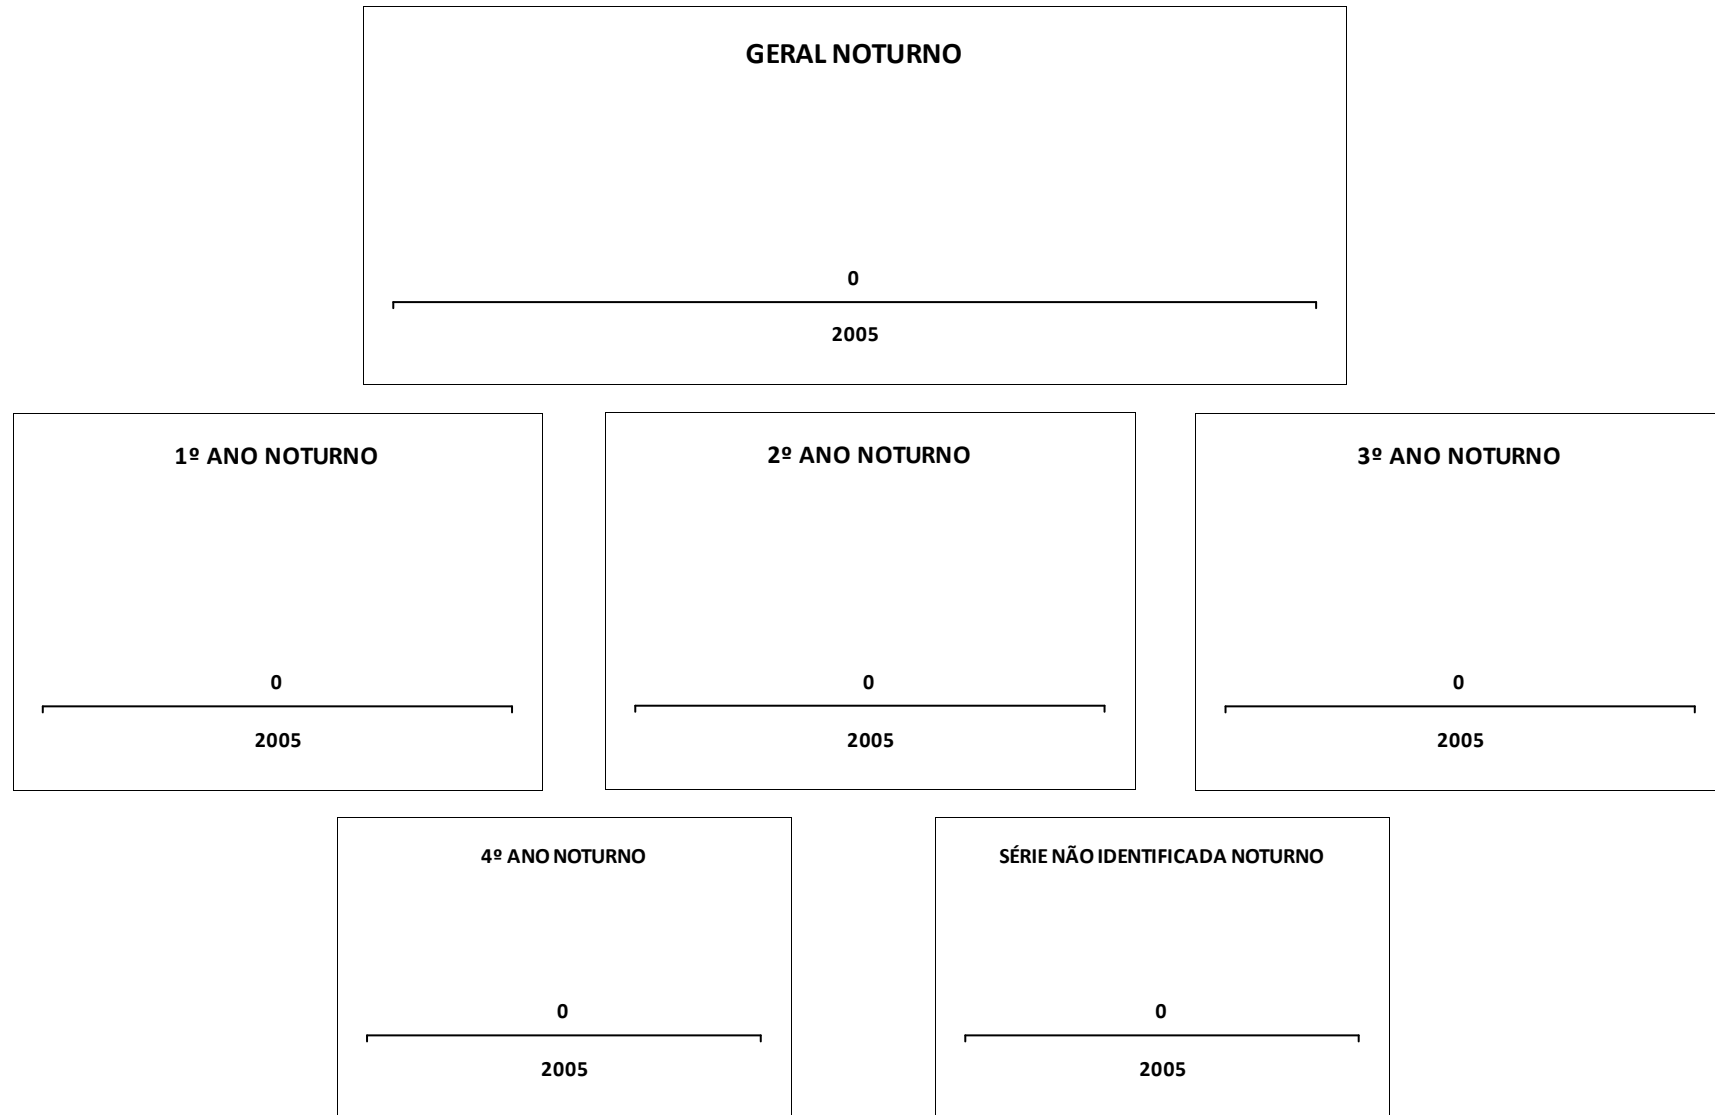 GERAL NOTURNO
0
2005
1º ANO NOTURNO
0
2005
2º ANO NOTURNO
0
2005
3º ANO NOTURNO
0
2005
4º ANO NOTURNO
0
2005
SÉRIE NÃO IDENTIFICADA NOTURNO
0
2005